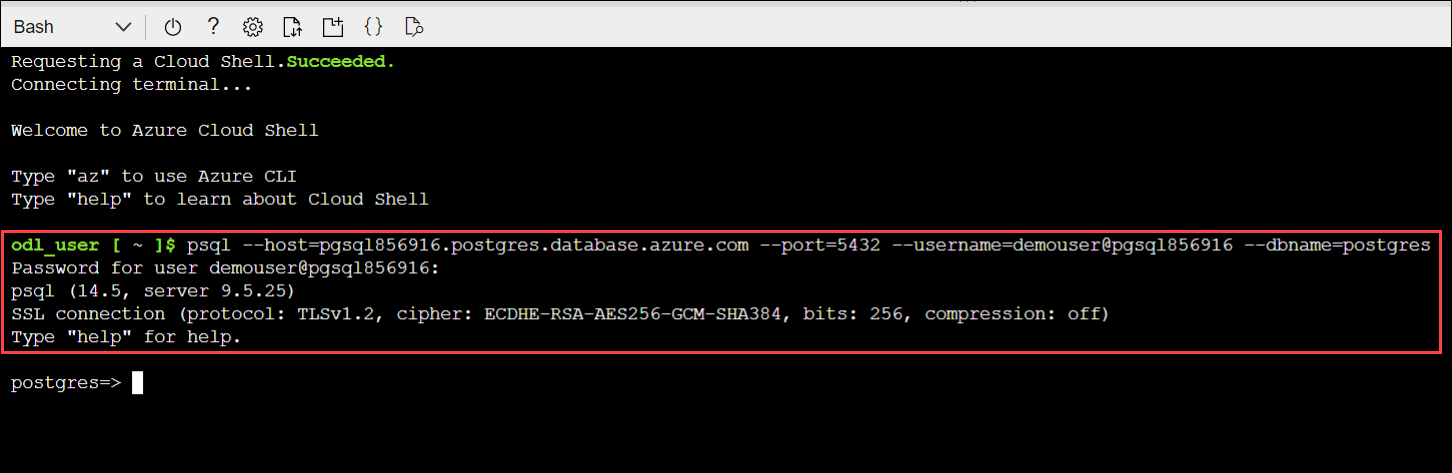 Bash
Requesting a Cloud Shell.Succeeded.
Connecting terminal...
Welcome to Azure Cloud Shell
Type "az" to use Azure CLI
Type "help" to learn about Cloud Shell
odl_user [ ~ ]$ psql --host=pgsql856916.postgres.database.azure.com --port=5432 --username=demouser@pgsql856916 --dbname=postgres
Password for user demouser@pgsql856916:
psql (14.5, server 9.5.25)
SSL connection (protocol: TLSv1.2, cipher: ECDHE-RSA-AES256-GCM-SHA384, bits: 256, compression: off)
Type "help" for help.
postgres=>